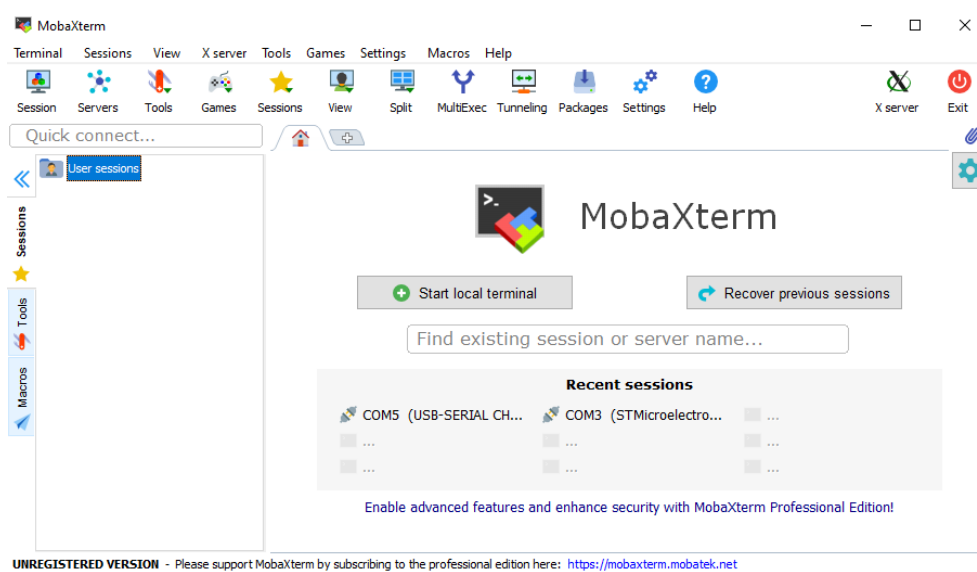 MobaXterm
Terminal Sessions View X server Tools Games Settings Macros Help
Session Servers Tools Games Sessions View Split MultiExec Tunneling Packages Settings Help X server Exit
Quick connect...
User sessions
Sessions
Tools
Macros
>_
MobaXterm
Start local terminal Recover previous sessions
Find existing session or server name...
Recent sessions
COM5 (USB-SERIAL CH... COM3 (STMicroelectro... ...
... ... ...
... ... ...
Enable advanced features and enhance security with MobaXterm Professional Edition!
UNREGISTERED VERSION - Please support MobaXterm by subscribing to the professional edition here: https://mobaxterm.mobatek.net